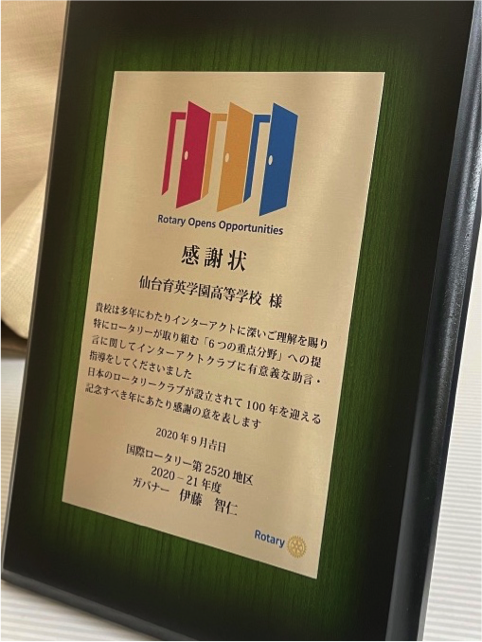 Rotary Opens Opportunities
感謝状
仙台育英学園高等学校 様
貴校は多年にわたりインターアクトに深いご理解を賜り
特にロータリーが取り組む「6つの重点分野」への提
言に関してインターアクトクラブに有意義な助言・
指導をしてくださいました
日本のロータリークラブが設立されて100年を迎える
記念すべき年にあたり感謝の意を表します
2020年9月吉日
国際ロータリー第2520地区
2020－21年度
ガバナー 伊藤 智仁
Rotary